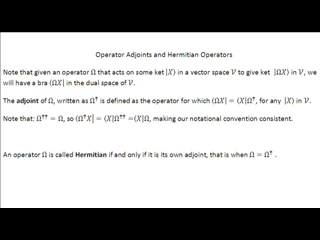 Operator Adjoints and Hermitian Operators
Note that given an operator Ω that acts on some ket |X⟩ in a vector space 𝒱 to give ket |ΩX⟩ in 𝒱, we
will have a bra ⟨ΩX| in the dual space of 𝒱.
The adjoint of Ω, written as Ω† is defined as the operator for which ⟨ΩX| = ⟨X|Ω†, for any |X⟩ in 𝒱.
Note that: Ω†† = Ω, so ⟨Ω†X| = ⟨X|Ω†† =⟨X|Ω, making our notational convention consistent.
An operator Ω is called Hermitian if and only if it is its own adjoint, that is when Ω = Ω† .